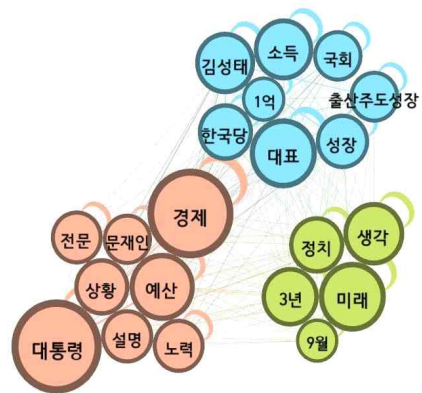 김성태
소득
국회
1억
출산주도성장
한국당
대표
성장
경제
전문
문재인
상황
예산
대통령
설명
노력
정치
생각
3년
미래
9월